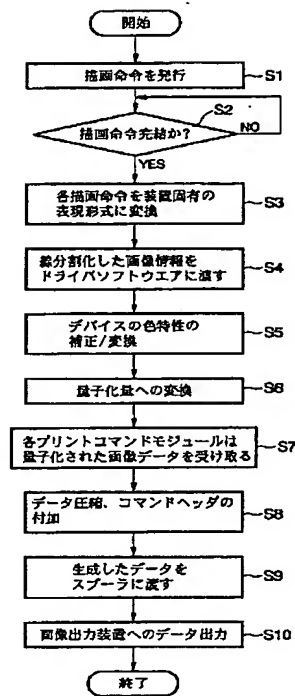 開始
描画命令を発行
S1
S2
描画命令完結か?
NO
YES
各描画命令を装置固有の
表現形式に変換
S3
線分割化した画像情報を
ドライバソフトウエアに渡す
S4
デバイスの色特性の
補正/変換
S5
量子化量への変換
S6
各プリントコマンドモジュールは
量子化された画像データを受け取る
S7
データ圧縮、コマンドヘッダの
付加
S8
生成したデータを
スプーラに渡す
S9
画像出力装置へのデータ出力
S10
終了